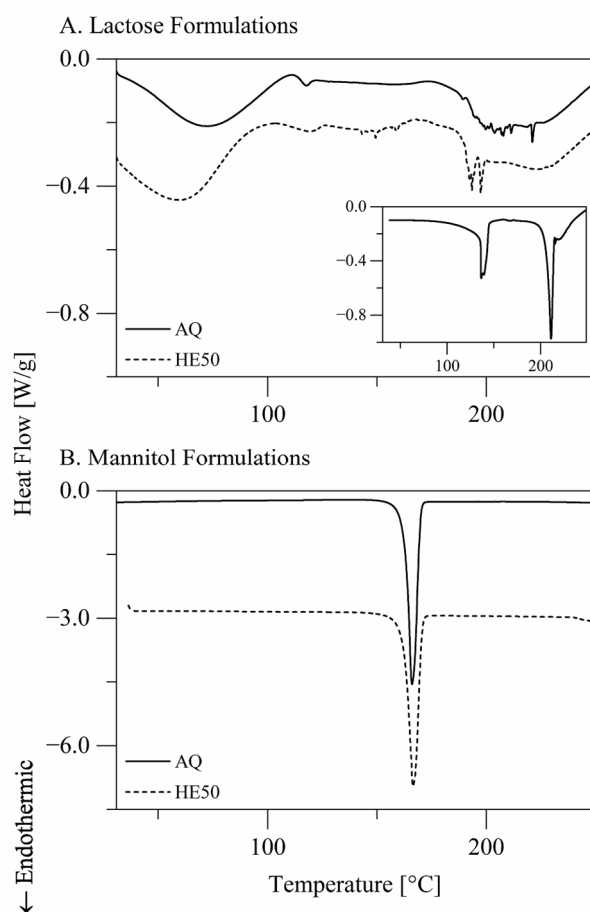 A. Lactose Formulations
0.0
−0.4
−0.8
AQ
HE50
0.0
−0.4
−0.8
100
200
100
200
Heat Flow [W/g]
B. Mannitol Formulations
0.0
−3.0
−6.0
AQ
HE50
100
200
← Endothermic
Temperature [°C]